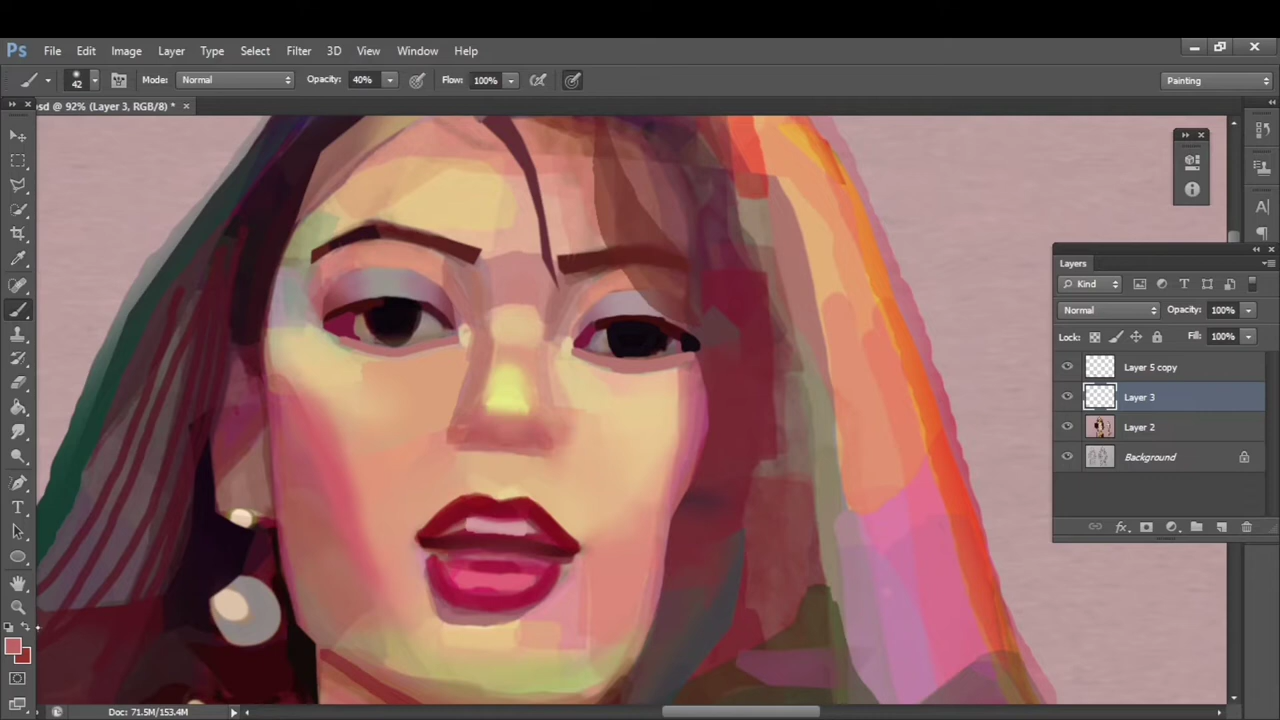 Ps File Edit Image Layer Type Select Filter 3D View Window Help
42 Mode: Normal Opacity: 40% Flow: 100% Painting
sd @ 92% (Layer 3, RGB/8) *
Layers
Kind
Normal Opacity: 100%
Lock: Fill: 100%
Layer 5 copy
Layer 3
Layer 2
Background
fx
Doc: 71.5M/153.4M